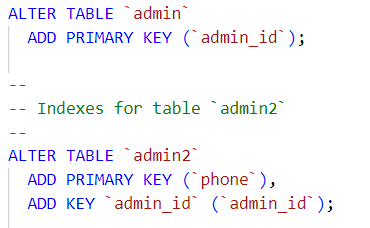 ALTER TABLE `admin`
  ADD PRIMARY KEY (`admin_id`);

--
-- Indexes for table `admin2`
--
ALTER TABLE `admin2`
  ADD PRIMARY KEY (`phone`),
  ADD KEY `admin_id` (`admin_id`);